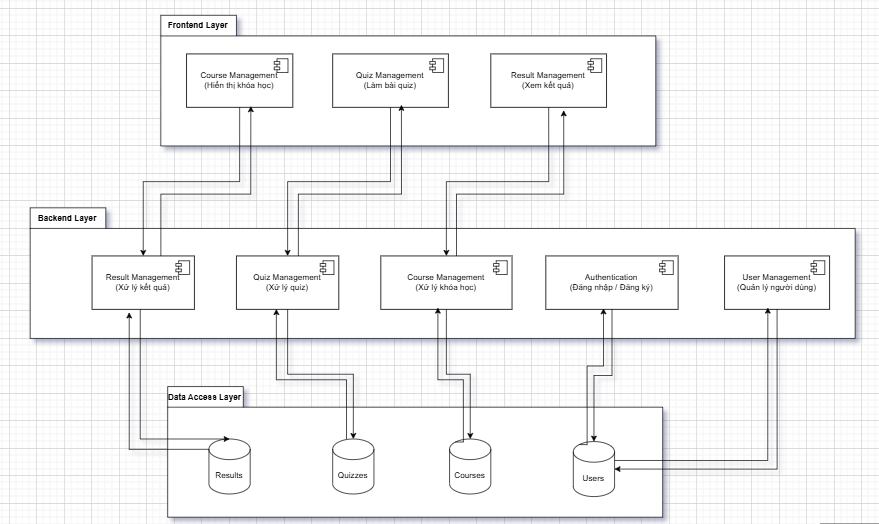 Frontend Layer
Course Management
(Hiển thị khóa học)
Quiz Management
(Làm bài quiz)
Result Management
(Xem kết quả)
Backend Layer
Result Management
(Xử lý kết quả)
Quiz Management
(Xử lý quiz)
Course Management
(Xử lý khóa học)
Authentication
(Đăng nhập / Đăng ký)
User Management
(Quản lý người dùng)
Data Access Layer
Results
Quizzes
Courses
Users